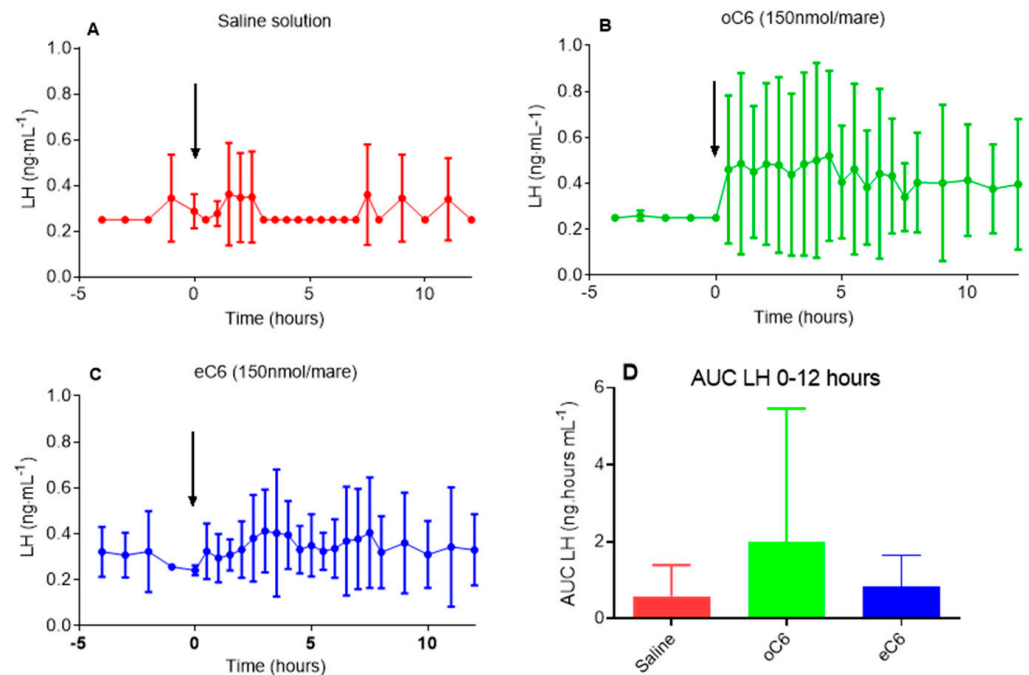 A
Saline solution
LH (ng·mL⁻¹)
1.0
0.8
0.6
0.4
0.2
0.0
-5
0
5
10
Time (hours)
B
oC6 (150nmol/mare)
LH (ng·mL-1)
1.0
0.8
0.6
0.4
0.2
0.0
-5
0
5
10
Time (hours)
C
eC6 (150nmol/mare)
LH (ng·mL⁻¹)
1.0
0.8
0.6
0.4
0.2
0.0
-5
0
5
10
Time (hours)
D
AUC LH 0-12 hours
AUC LH (ng.hours mL⁻¹)
6
4
2
0
Saline
oC6
eC6